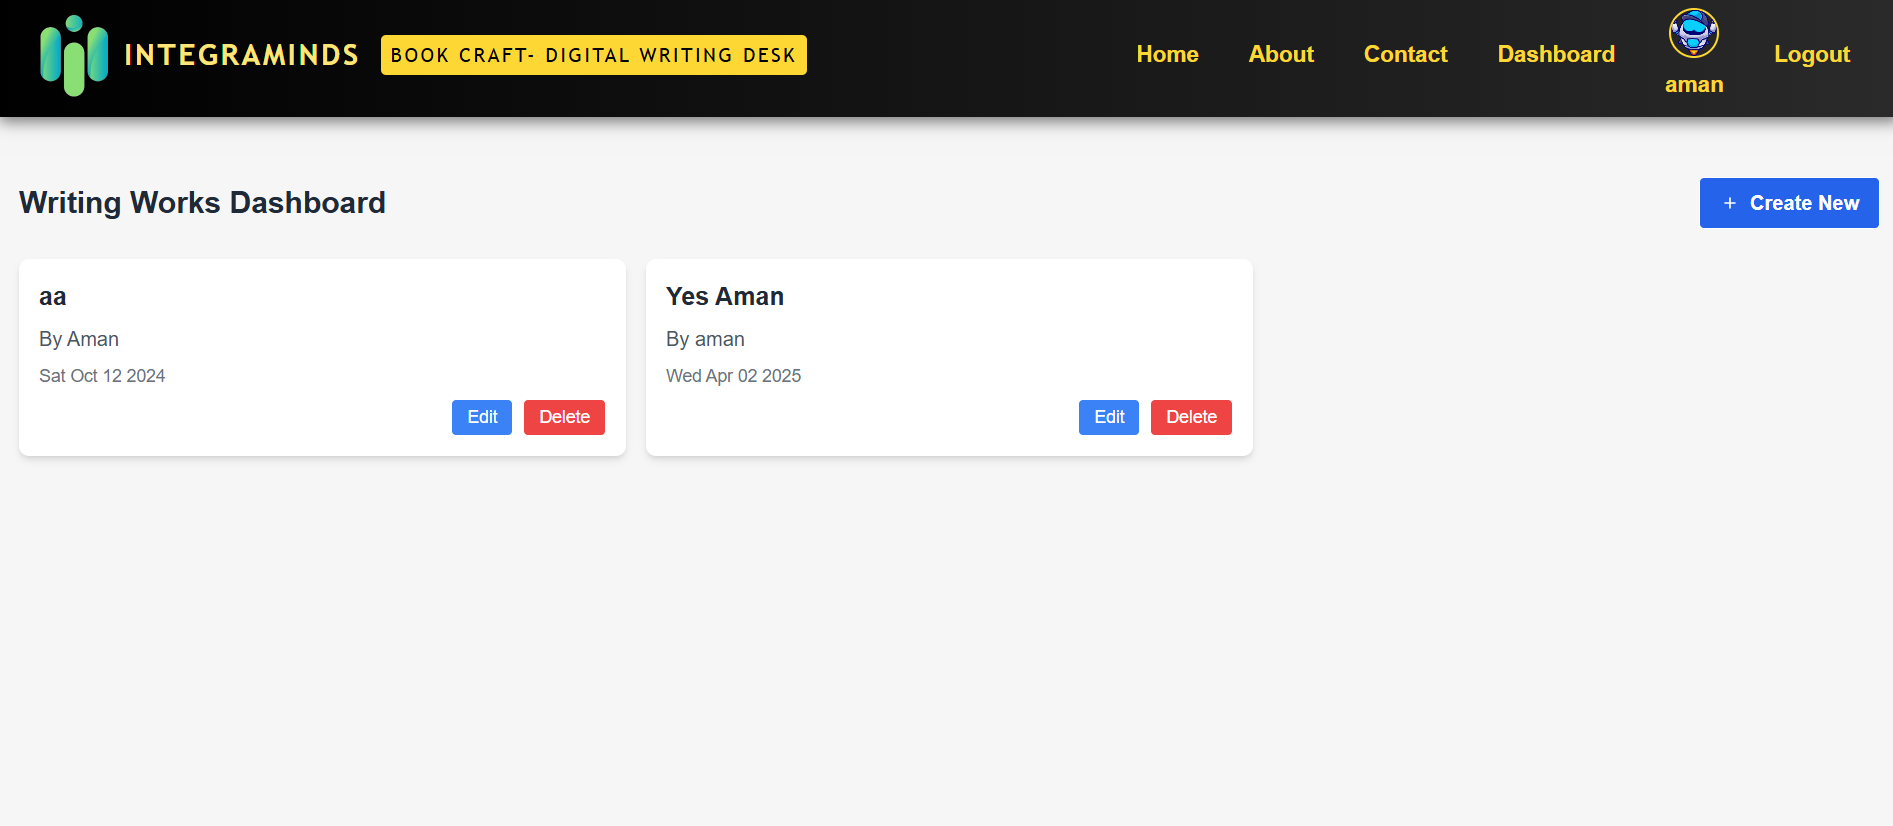 INTEGRAMINDS
BOOK CRAFT- DIGITAL WRITING DESK
Home
About
Contact
Dashboard
aman
Logout
Writing Works Dashboard
+ Create New
aa
By Aman
Sat Oct 12 2024
Edit
Delete
Yes Aman
By aman
Wed Apr 02 2025
Edit
Delete